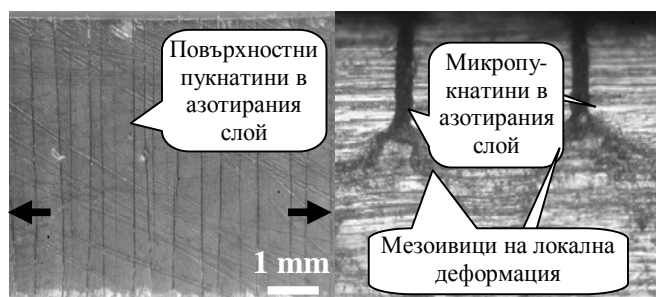 Повърхностни
пукнатини в
азотирания
слой
1 mm
Микропу-
кнатини в
азотирания
слой
Мезоивици на локална
деформация